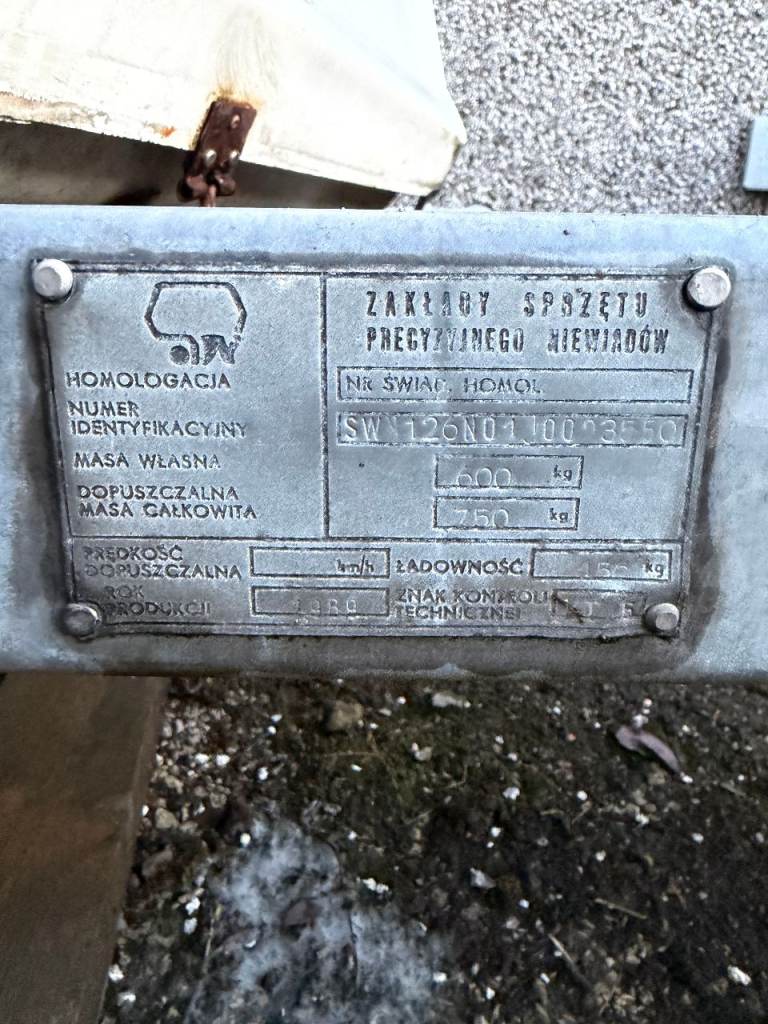 ZAKŁADY SPRZĘTU
PRECYZYJNEGO NIEWIADÓW
HOMOLOGACJA
NR ŚWIAD. HOMOL.
NUMER
IDENTYFIKACYJNY
MASA WŁASNA
600 kg
DOPUSZCZALNA
MASA CAŁKOWITA
750 kg
PRĘDKOŚĆ
DOPUSZCZALNA
km/h
ŁADOWNOŚĆ
kg
ROK
PRODUKCJI
1989
ZNAK KONTROLI
TECHNICZNEJ